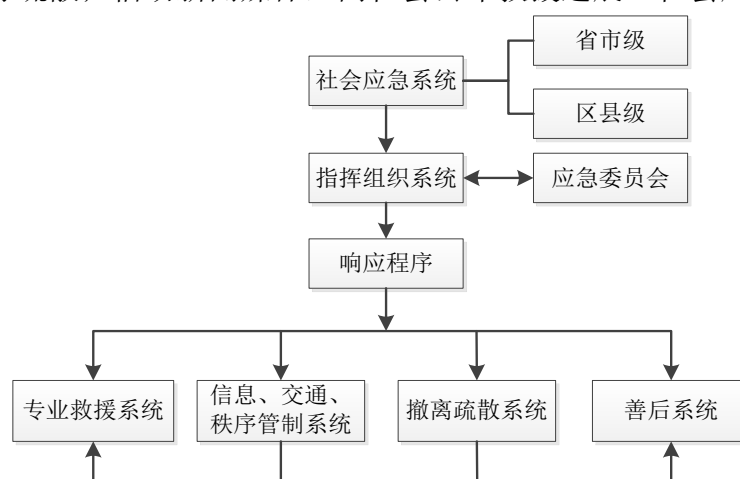 省市级
社会应急系统
区县级
指挥组织系统
应急委员会
响应程序
专业救援系统
信息、交通、
秩序管制系统
撤离疏散系统
善后系统